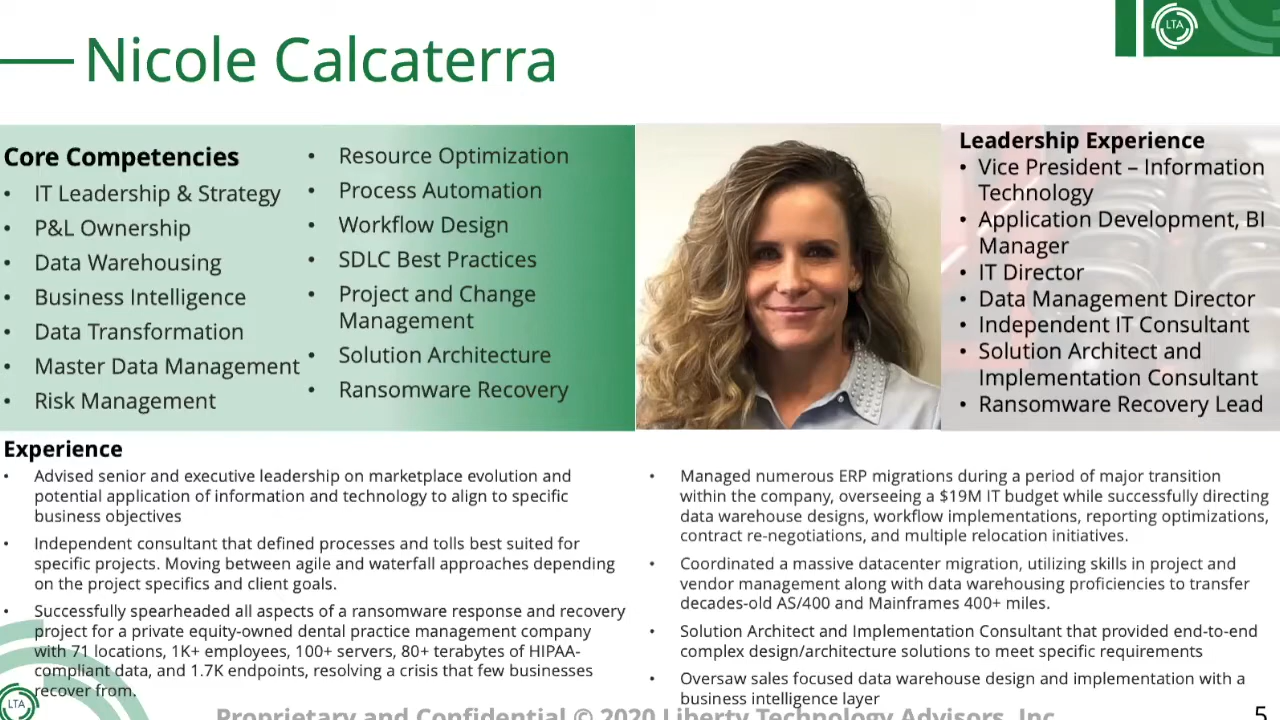 Nicole Calcaterra
LTA
Core Competencies
• IT Leadership & Strategy
• P&L Ownership
• Data Warehousing
• Business Intelligence
• Data Transformation
• Master Data Management
• Risk Management
• Resource Optimization
• Process Automation
• Workflow Design
• SDLC Best Practices
• Project and Change
Management
• Solution Architecture
• Ransomware Recovery
Leadership Experience
• Vice President – Information
Technology
• Application Development, BI
Manager
• IT Director
• Data Management Director
• Independent IT Consultant
• Solution Architect and
Implementation Consultant
• Ransomware Recovery Lead
Experience
• Advised senior and executive leadership on marketplace evolution and
potential application of information and technology to align to specific
business objectives
• Independent consultant that defined processes and tolls best suited for
specific projects. Moving between agile and waterfall approaches depending
on the project specifics and client goals.
• Successfully spearheaded all aspects of a ransomware response and recovery
project for a private equity-owned dental practice management company
with 71 locations, 1K+ employees, 100+ servers, 80+ terabytes of HIPAA-
compliant data, and 1.7K endpoints, resolving a crisis that few businesses
recover from.
• Managed numerous ERP migrations during a period of major transition
within the company, overseeing a $19M IT budget while successfully directing
data warehouse designs, workflow implementations, reporting optimizations,
contract re-negotiations, and multiple relocation initiatives.
• Coordinated a massive datacenter migration, utilizing skills in project and
vendor management along with data warehousing proficiencies to transfer
decades-old AS/400 and Mainframes 400+ miles.
• Solution Architect and Implementation Consultant that provided end-to-end
complex design/architecture solutions to meet specific requirements
• Oversaw sales focused data warehouse design and implementation with a
business intelligence layer
LTA
Proprietary and Confidential © 2020 Liberty Technology Advisors, Inc
5